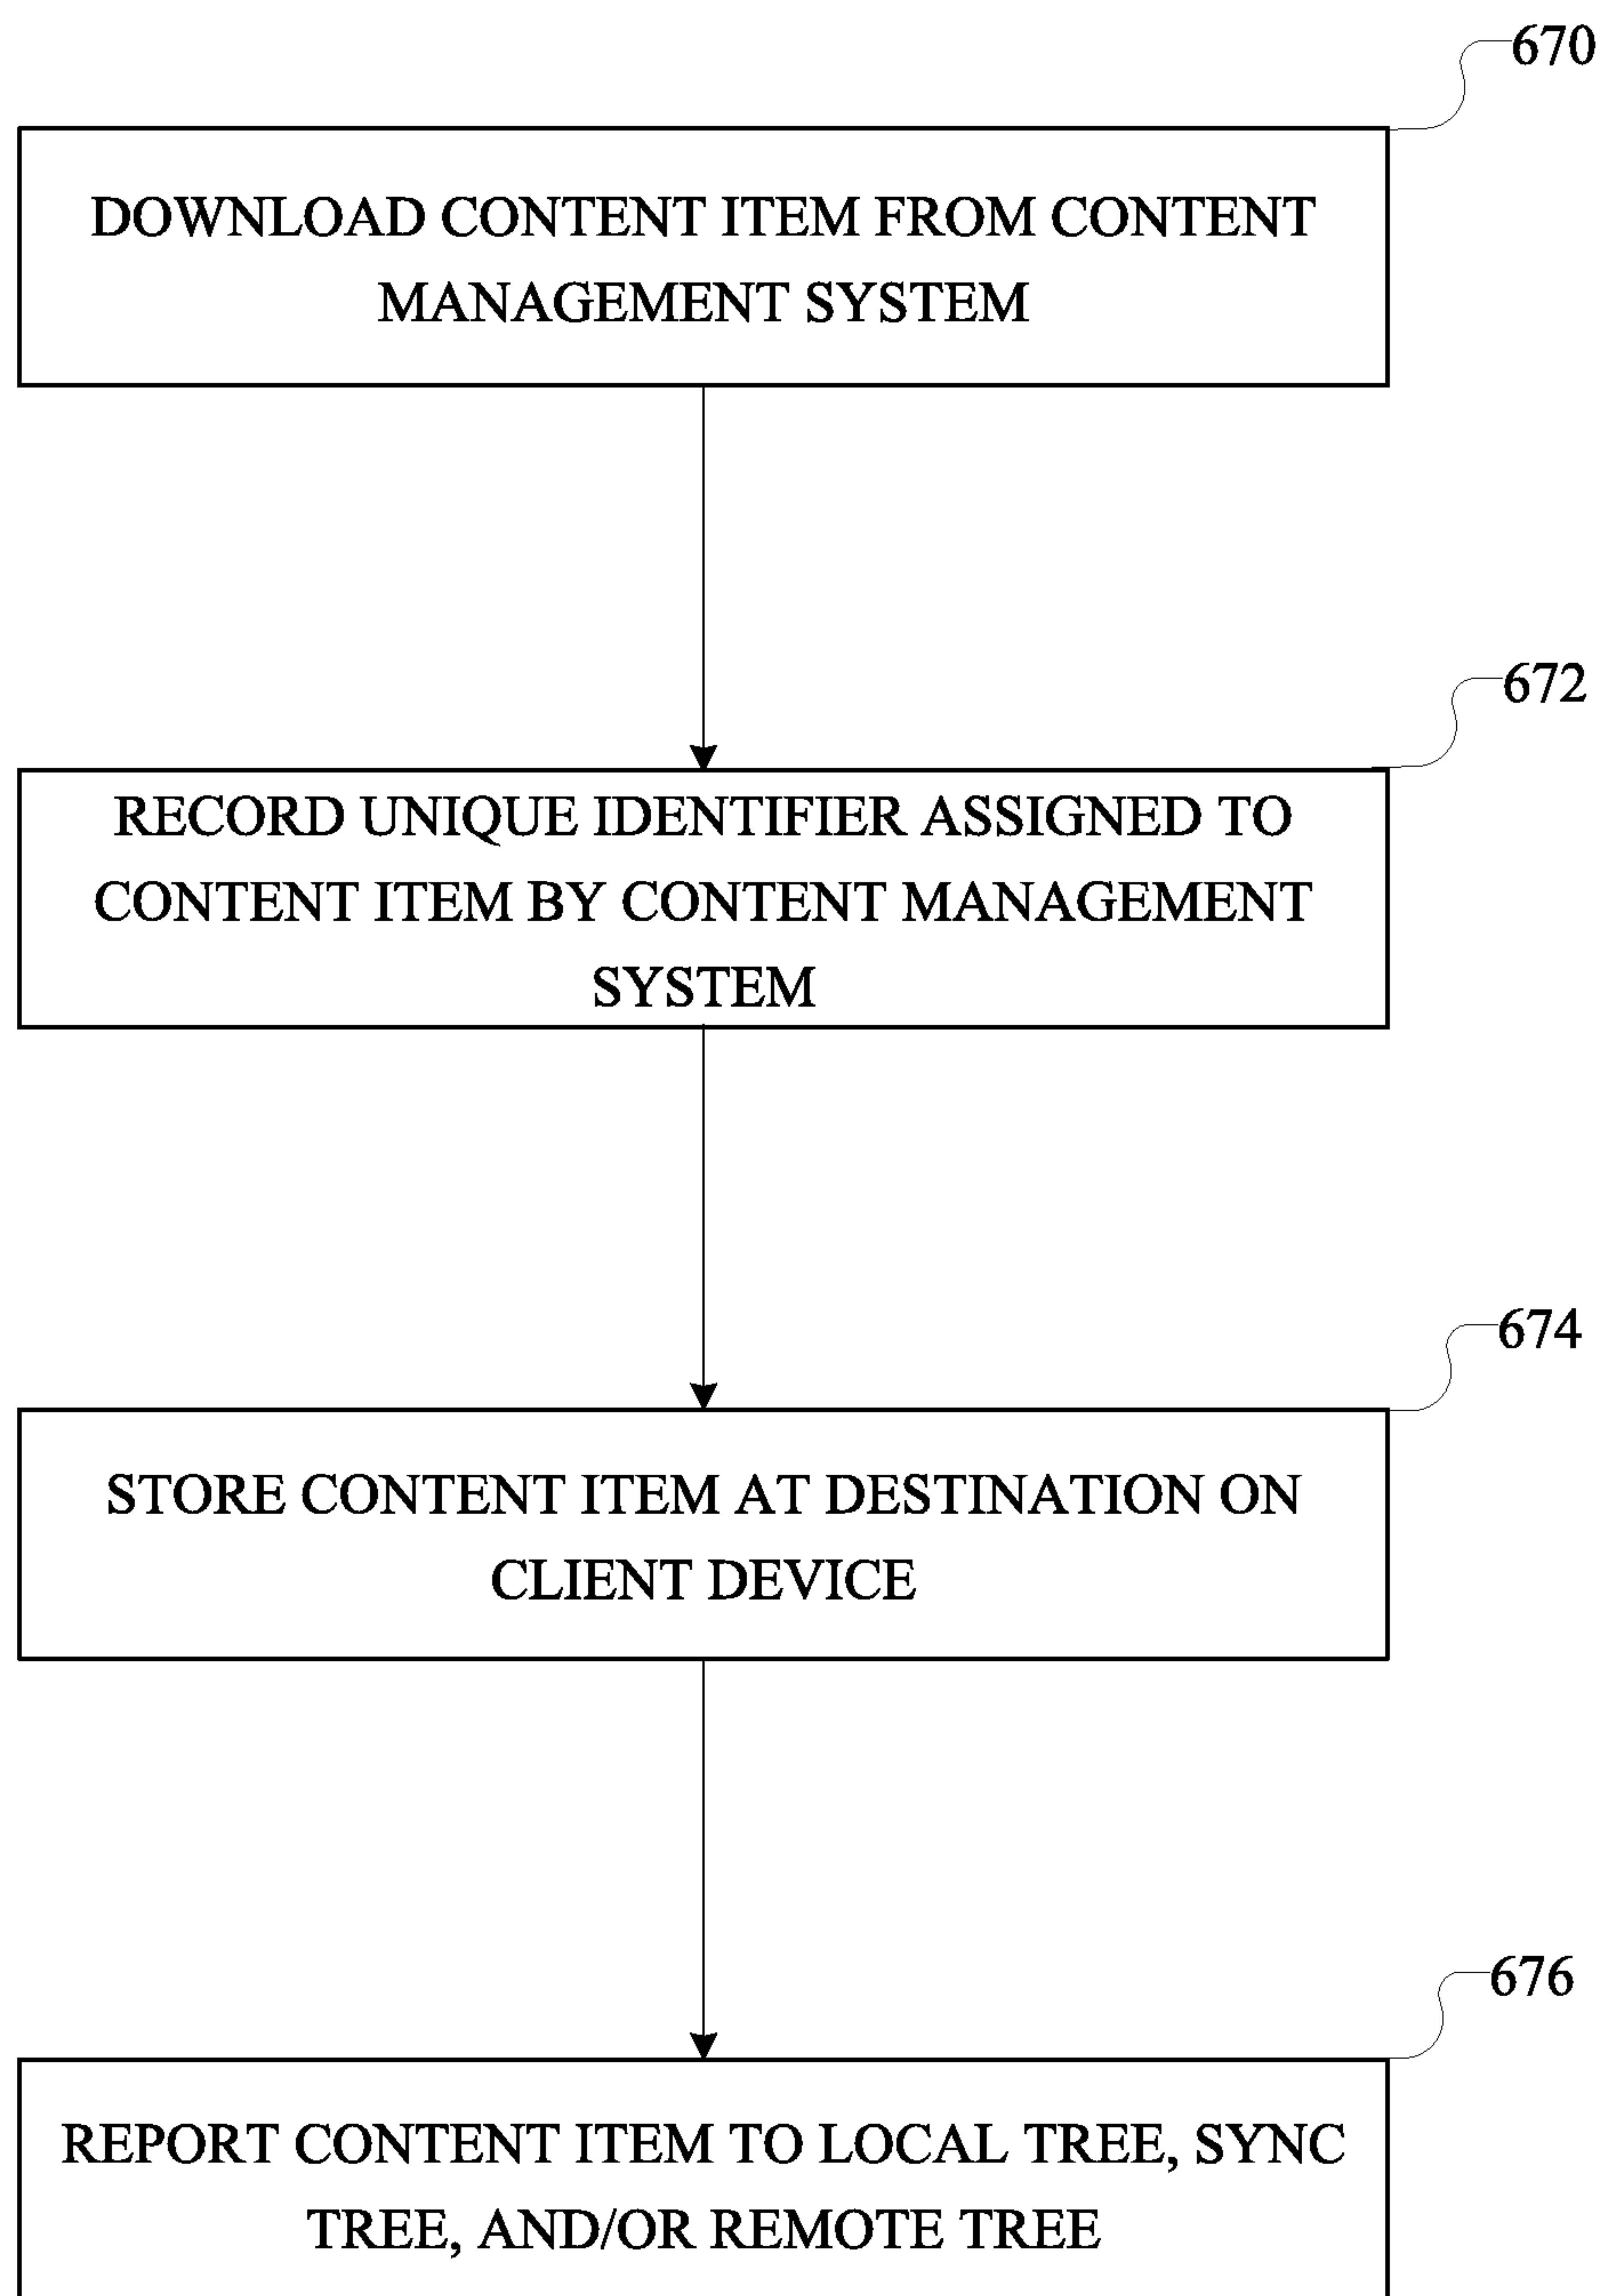 670
DOWNLOAD CONTENT ITEM FROM CONTENT
MANAGEMENT SYSTEM
672
RECORD UNIQUE IDENTIFIER ASSIGNED TO
CONTENT ITEM BY CONTENT MANAGEMENT
SYSTEM
674
STORE CONTENT ITEM AT DESTINATION ON
CLIENT DEVICE
676
REPORT CONTENT ITEM TO LOCAL TREE, SYNC
TREE, AND/OR REMOTE TREE